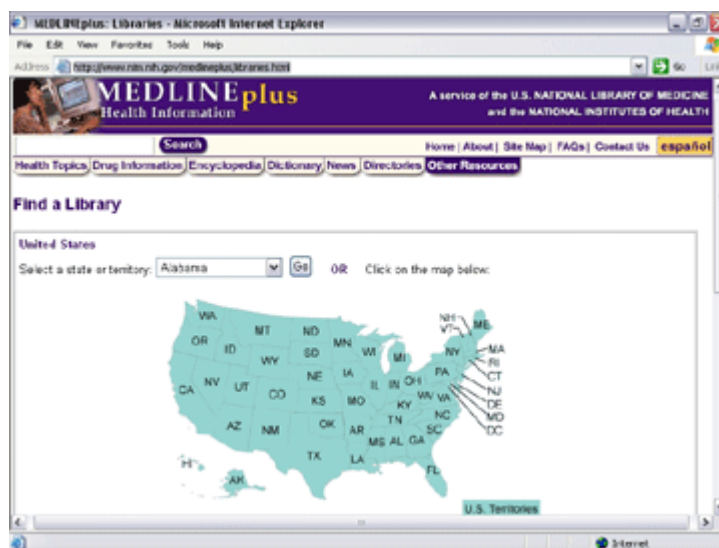 MEDLINEplus: Libraries - Microsoft Internet Explorer
File Edit View Favorites Tools Help
Address http://www.nlm.nih.gov/medlineplus/libraries.html Go
MEDLINEplus
Health Information
A service of the U.S. NATIONAL LIBRARY OF MEDICINE
and the NATIONAL INSTITUTES OF HEALTH
Search
Home | About | Site Map | FAQs | Contact Us español
Health Topics Drug Information Encyclopedia Dictionary News Directories Other Resources
Find a Library
United States
Select a state or territory: Alabama Go OR Click on the map below:
WA
MT ND
NH
VT
ME
OR
ID
SD
MN
WI
MI
NY
MA
RI
WY
NE
IA
PA
CT
NV
UT
CO
IL IN OH
NJ
CA
KS
MO
KY
WV VA
DE
MD
DC
AZ
NM
OK
AR
TN
NC
SC
MS AL GA
TX
LA
HI
FL
AK
U.S. Territories
Internet